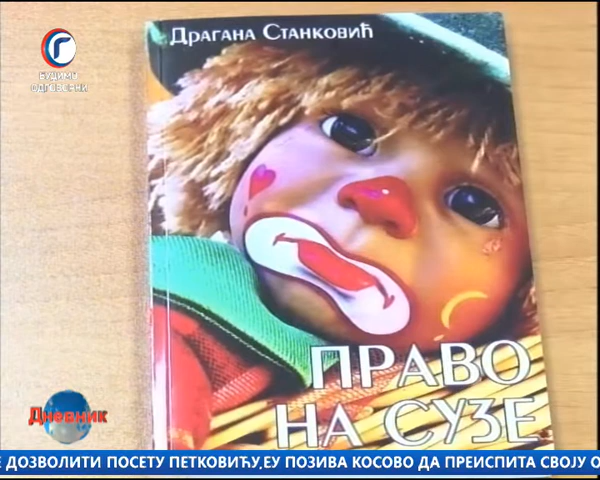 Драгана Станковић
БУДИМО
ОДГОВОРНИ
ПРАВО
НА СУЗЕ
Дневник
Е ДОЗВОЛИТИ ПОСЕТУ ПЕТКОВИЋУ,ЕУ ПОЗИВА КОСОВО ДА ПРЕИСПИТА СВОЈУ О